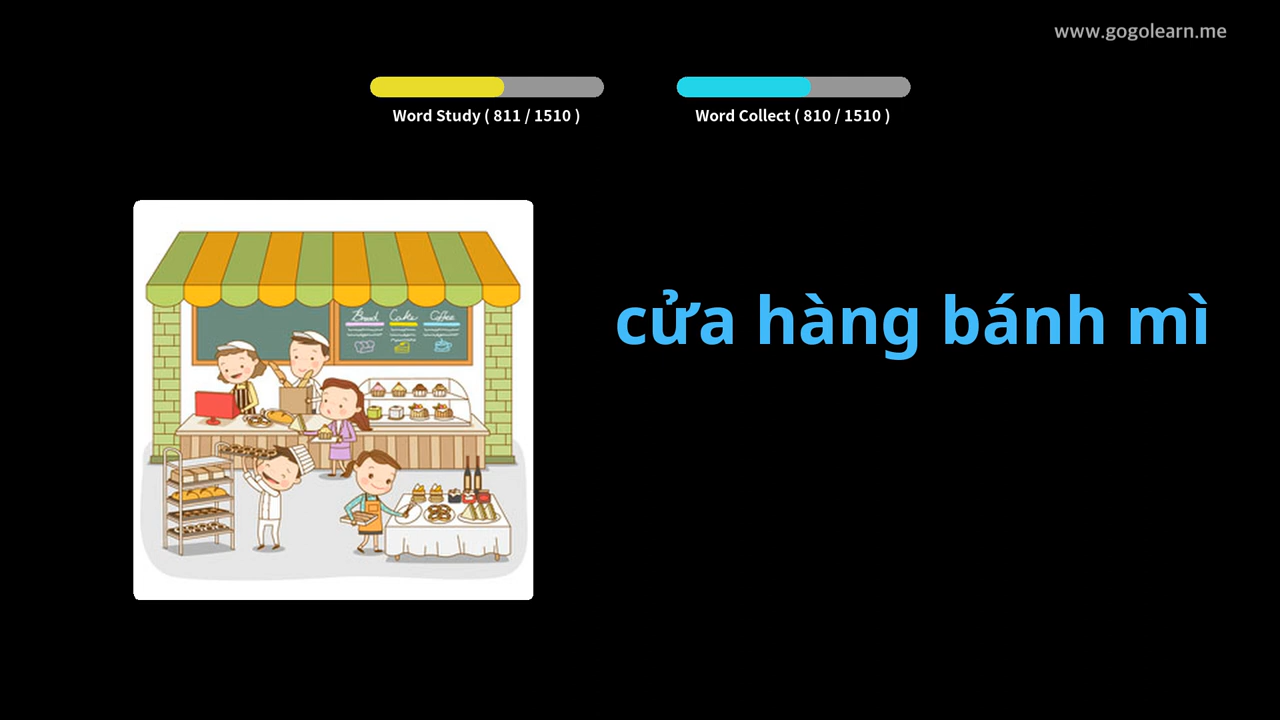 www.gogolearn.me
Word Study ( 811 / 1510 )
Word Collect ( 810 / 1510 )
Bread Cake Coffee
cửa hàng bánh mì